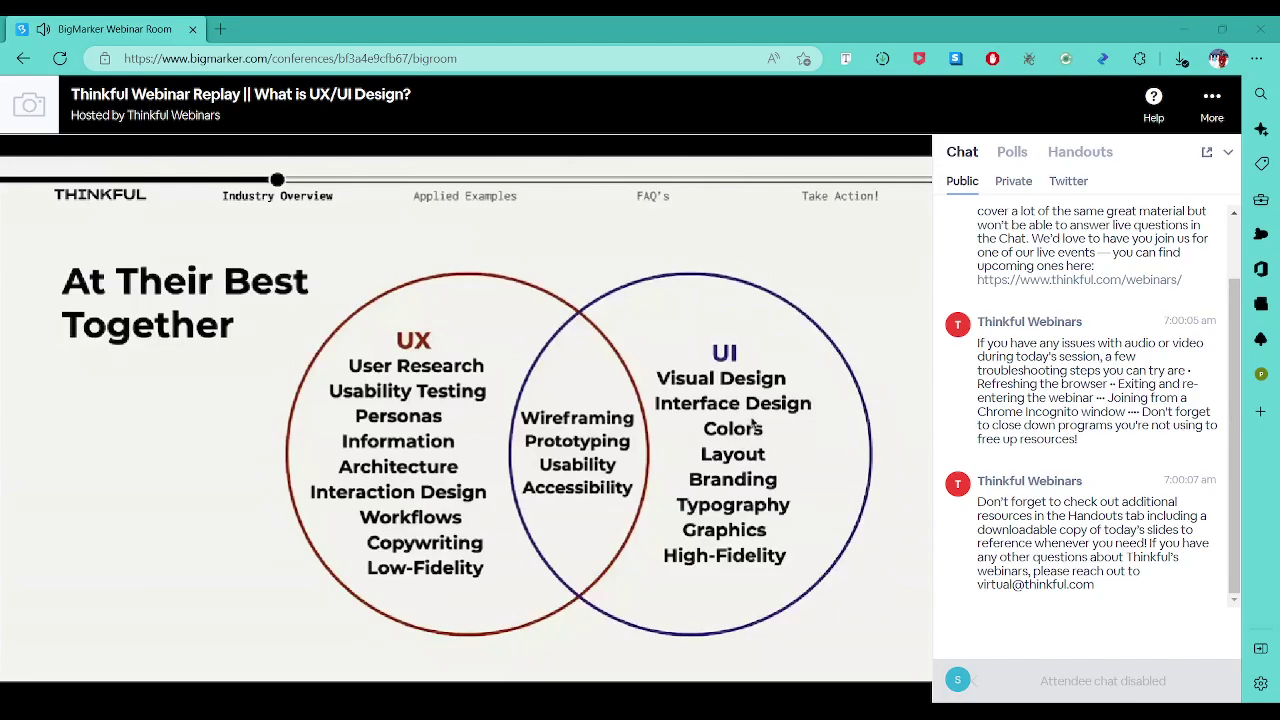 BigMarker Webinar Room
https://www.bigmarker.com/conferences/bf3a4e9cfb67/bigroom
Thinkful Webinar Replay || What is UX/UI Design?
Hosted by Thinkful Webinars
Help
More
THINKFUL
Industry Overview
Applied Examples
FAQ's
Take Action!
At Their Best
Together
UX
User Research
Usability Testing
Personas
Information
Architecture
Interaction Design
Workflows
Copywriting
Low-Fidelity
Wireframing
Prototyping
Usability
Accessibility
UI
Visual Design
Interface Design
Colors
Layout
Branding
Typography
Graphics
High-Fidelity
Chat
Polls
Handouts
Public
Private
Twitter
cover a lot of the same great material but
won't be able to answer live questions in
the Chat. We'd love to have you join us for
one of our live events — you can find
upcoming ones here:
https://www.thinkful.com/webinars/
T
Thinkful Webinars
7:00:05 am
If you have any issues with audio or video
during today's session, a few
troubleshooting steps you can try are •
Refreshing the browser •• Exiting and re-
entering the webinar ••• Joining from a
Chrome Incognito window •••• Don't forget
to close down programs you're not using to
free up resources!
T
Thinkful Webinars
7:00:07 am
Don't forget to check out additional
resources in the Handouts tab including a
downloadable copy of today's slides to
reference whenever you need! If you have
any other questions about Thinkful's
webinars, please reach out to
virtual@thinkful.com
S
Attendee chat disabled